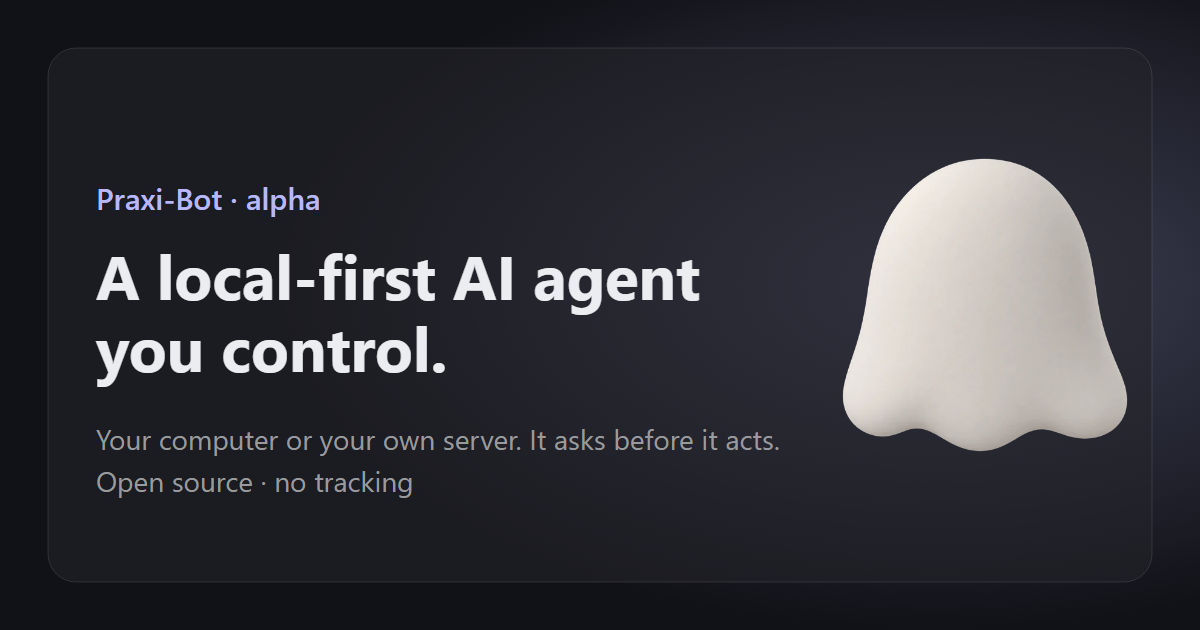 Praxi-Bot · alpha
A local-first AI agent
you control.
Your computer or your own server. It asks before it acts.
Open source · no tracking